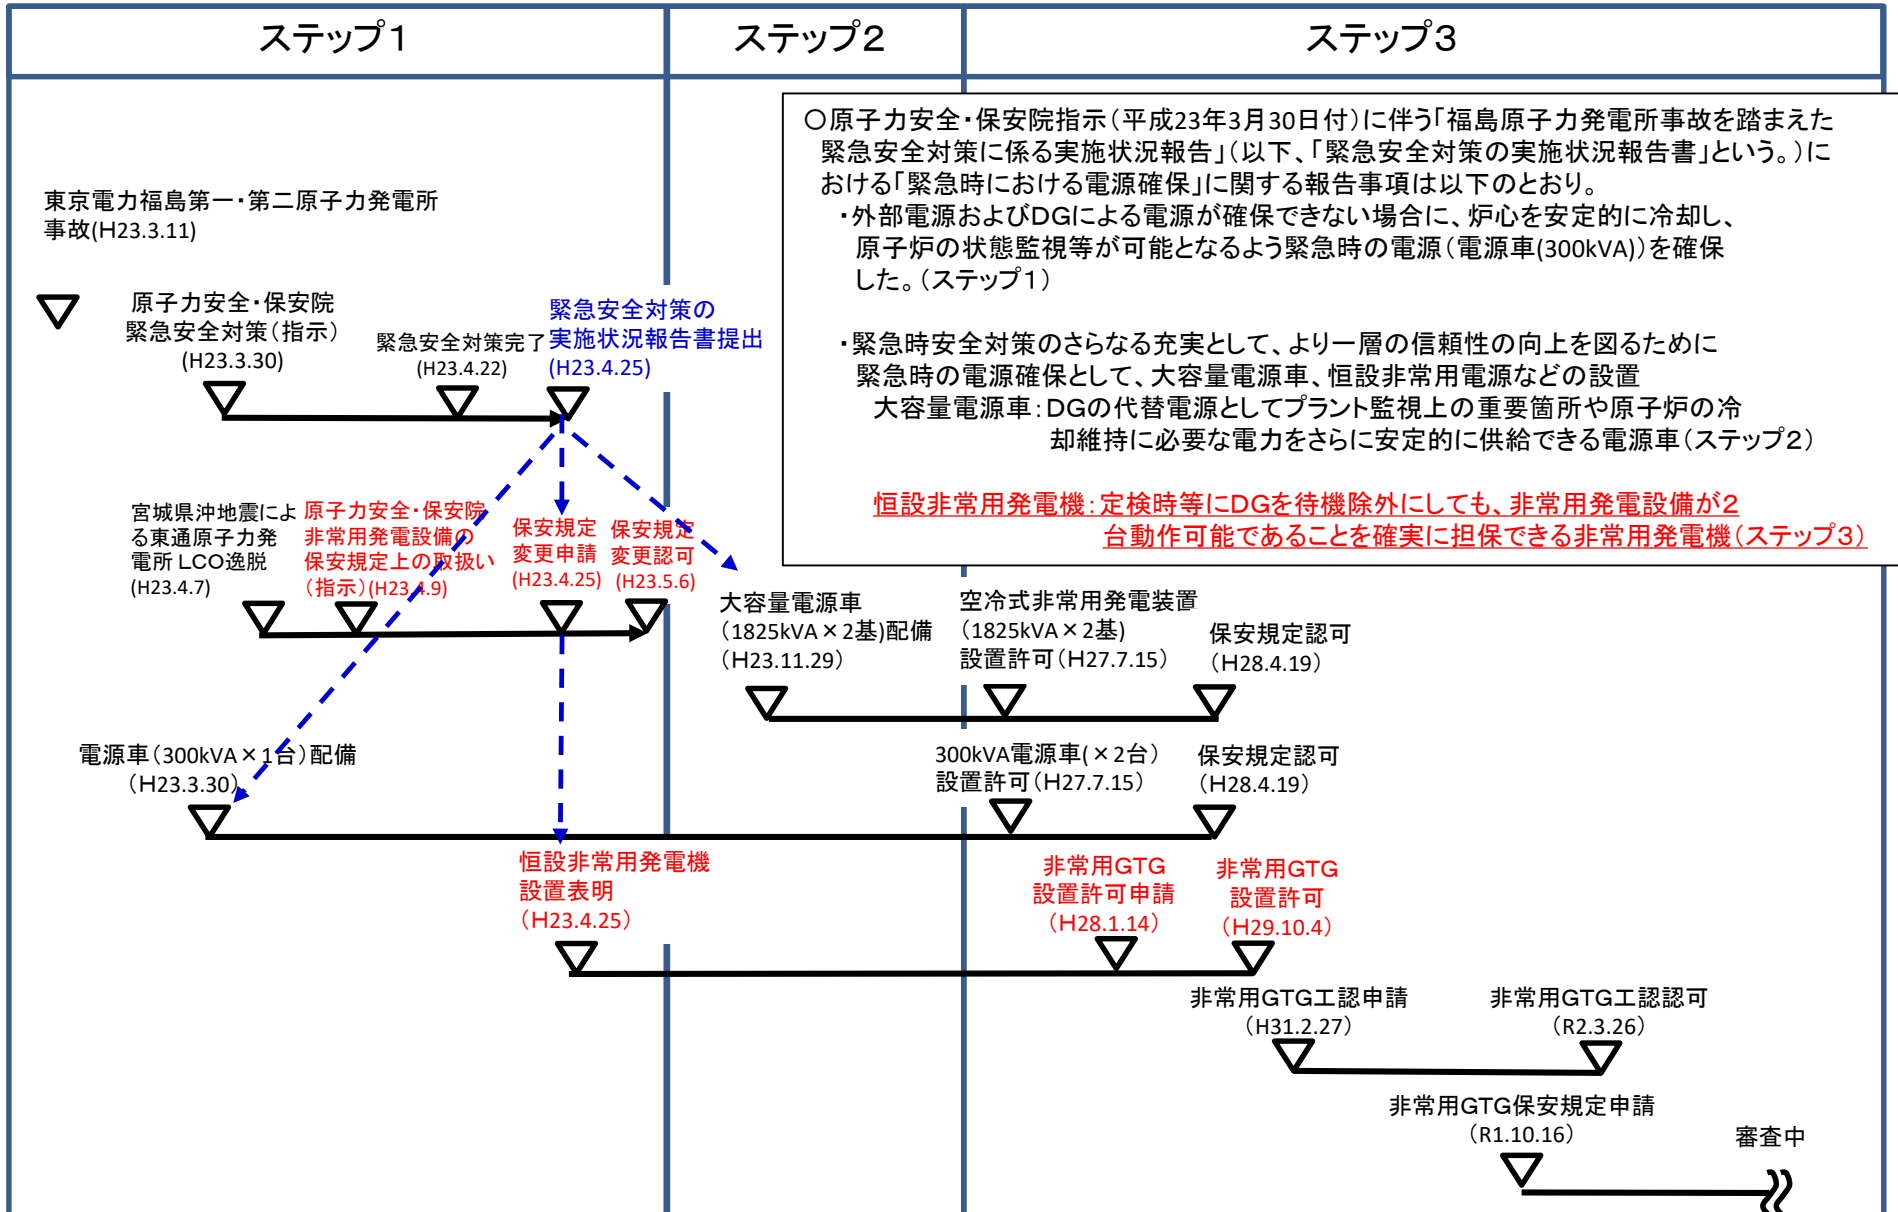 ステップ１
ステップ２
ステップ３
○原子力安全・保安院指示（平成23年3月30日付）に伴う「福島原子力発電所事故を踏まえた
緊急安全対策に係る実施状況報告」（以下、「緊急安全対策の実施状況報告書」という。）に
おける「緊急時における電源確保」に関する報告事項は以下のとおり。
・外部電源およびＤＧによる電源が確保できない場合に、炉心を安定的に冷却し、
原子炉の状態監視等が可能となるよう緊急時の電源（電源車(300kVA)）を確保
した。（ステップ１）
・緊急時安全対策のさらなる充実として、より一層の信頼性の向上を図るために
緊急時の電源確保として、大容量電源車、恒設非常用電源などの設置
大容量電源車：ＤＧの代替電源としてプラント監視上の重要箇所や原子炉の冷
却維持に必要な電力をさらに安定的に供給できる電源車（ステップ２）
恒設非常用発電機：定検時等にＤＧを待機除外にしても、非常用発電設備が２
台動作可能であることを確実に担保できる非常用発電機（ステップ３）
東京電力福島第一・第二原子力発電所
事故(H23.3.11)
原子力安全・保安院
緊急安全対策（指示）
(H23.3.30)
緊急安全対策完了
(H23.4.22)
緊急安全対策の
実施状況報告書提出
(H23.4.25)
宮城県沖地震によ
る東通原子力発
電所 LCO逸脱
(H23.4.7)
原子力安全・保安院
非常用発電設備の
保安規定上の取扱い
（指示）(H23.4.9)
保安規定
変更申請
(H23.4.25)
保安規定
変更認可
(H23.5.6)
大容量電源車
（1825kVA×2基)配備
（H23.11.29）
空冷式非常用発電装置
（1825kVA×2基)
設置許可（H27.7.15）
保安規定認可
（H28.4.19）
電源車（300kVA×1台）配備
（H23.3.30）
300kVA電源車(×2台）
設置許可（H27.7.15）
保安規定認可
（H28.4.19）
恒設非常用発電機
設置表明
（H23.4.25）
非常用ＧＴＧ
設置許可申請
（H28.1.14）
非常用ＧＴＧ
設置許可
（H29.10.4）
非常用ＧＴＧ工認申請
（H31.2.27）
非常用ＧＴＧ工認認可
（R2.3.26）
非常用ＧＴＧ保安規定申請
（R1.10.16）
審査中